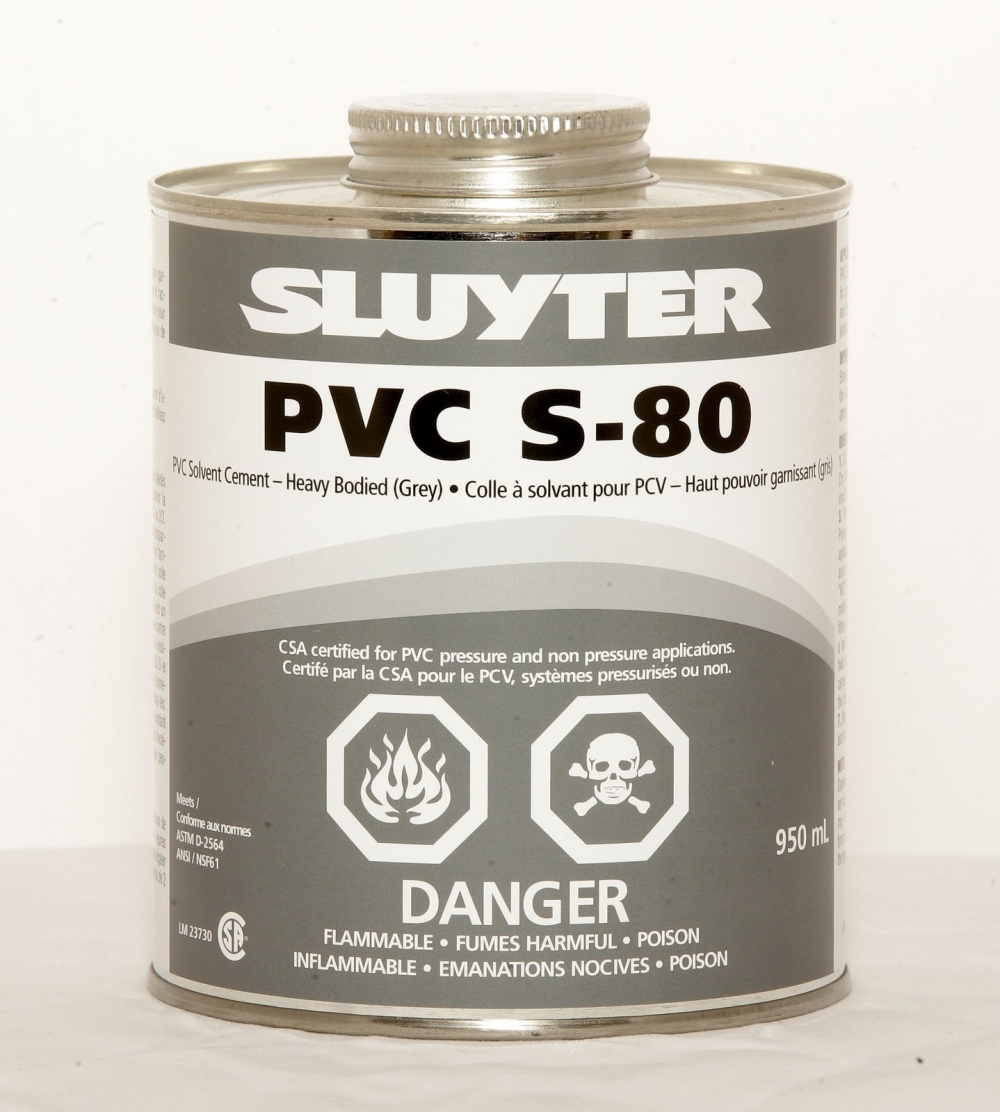 SLUYTER
PVC S-80
PVC Solvent Cement – Heavy Bodied (Grey) • Colle à solvant pour PCV – Haut pouvoir garnissant (gris)
CSA certified for PVC pressure and non pressure applications.
Certifié par la CSA pour le PCV, systèmes pressurisés ou non.
Meets /
Conforme aux normes
ASTM D-2564
ANSI / NSF61
950 mL
LM 23730
DANGER
FLAMMABLE • FUMES HARMFUL • POISON
INFLAMMABLE • EMANATIONS NOCIVES • POISON